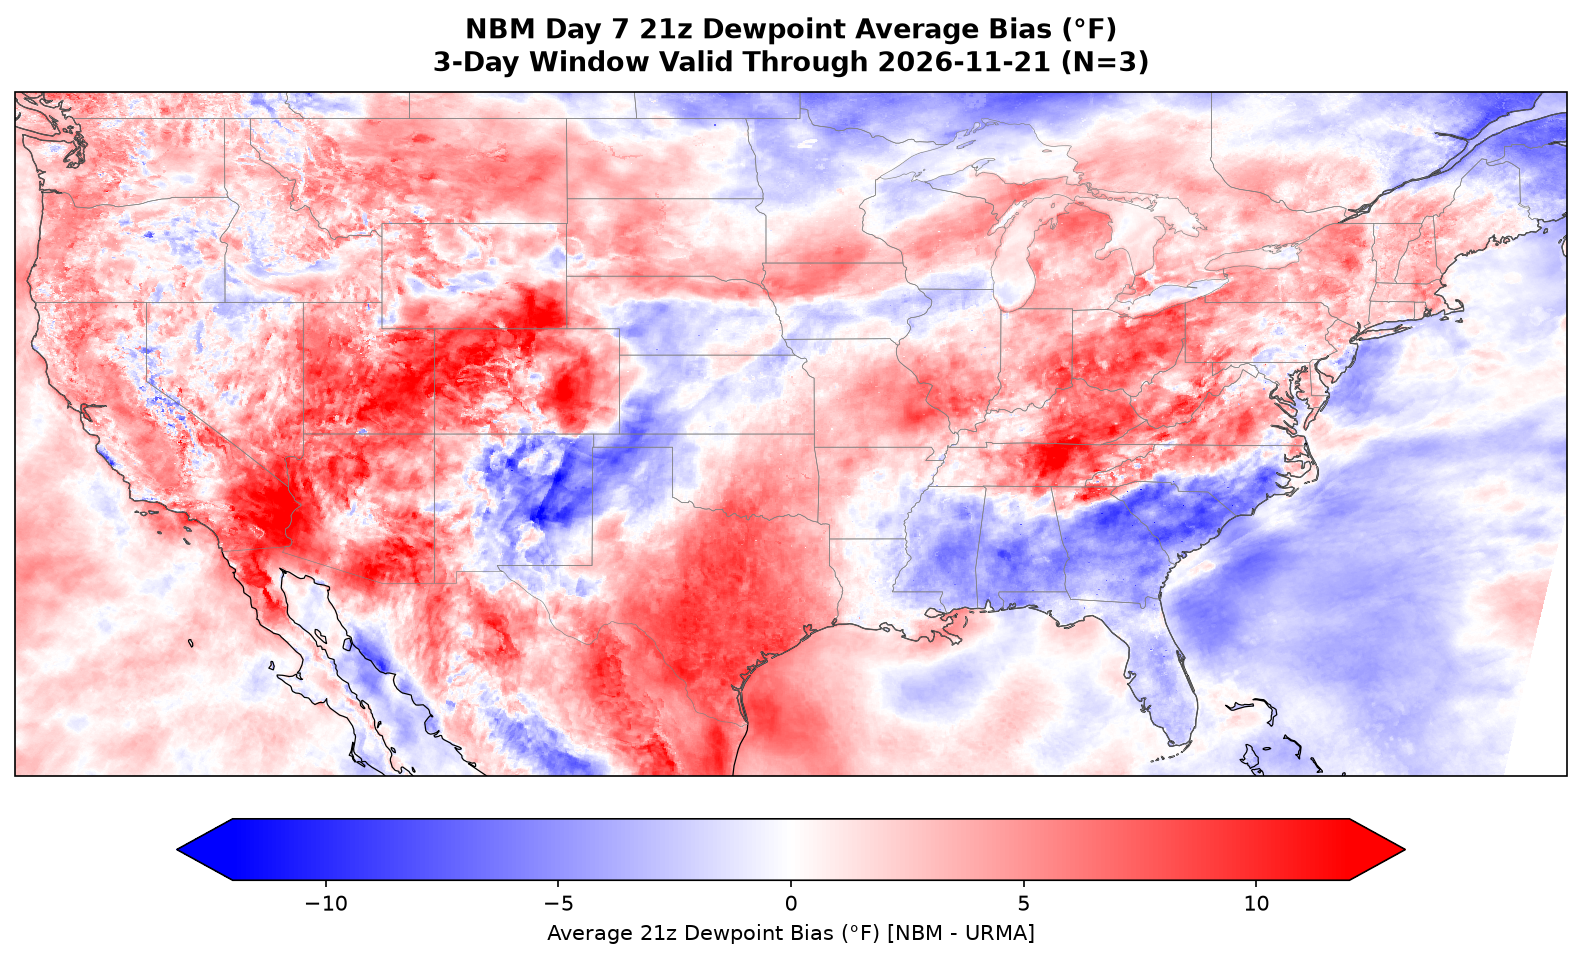 NBM Day 7 21z Dewpoint Average Bias (°F)
3-Day Window Valid Through 2026-11-21 (N=3)
−10 −5 0 5 10
Average 21z Dewpoint Bias (°F) [NBM - URMA]